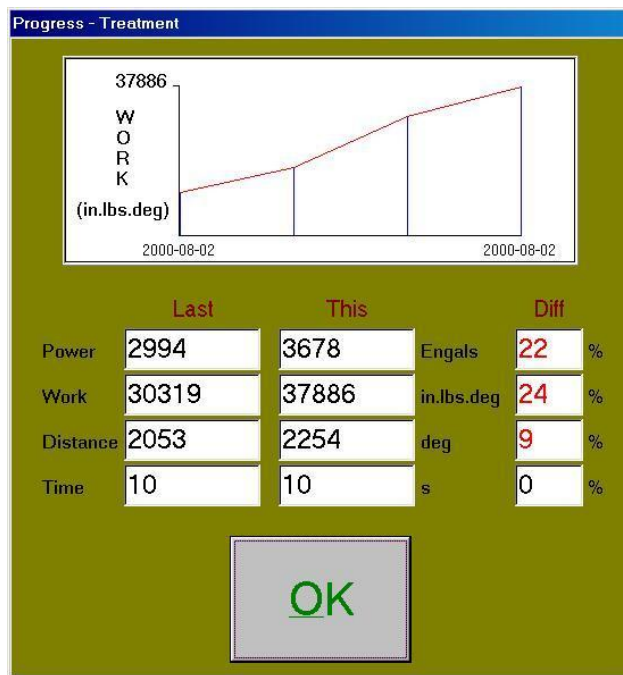 Progress - Treatment
37886
W
O
R
K
(in.lbs.deg)
2000-08-02 2000-08-02
Last This Diff
Power 2994 3678 Engals 22 %
Work 30319 37886 in.lbs.deg 24 %
Distance 2053 2254 deg 9 %
Time 10 10 s 0 %
OK